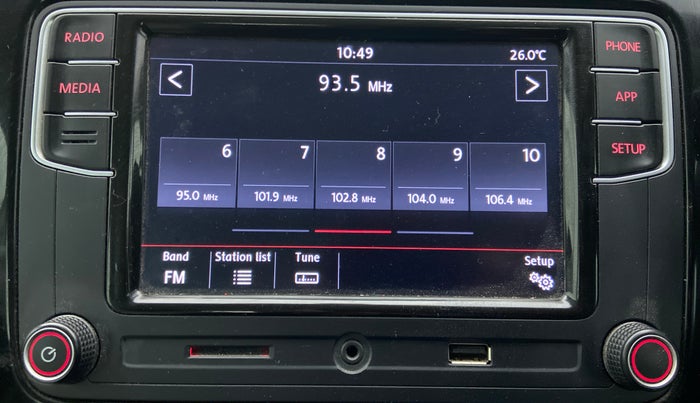 RADIO
MEDIA
PHONE
APP
SETUP
10:49
26.0°C
<
93.5 MHz
>
6 7 8 9 10
95.0 MHz 101.9 MHz 102.8 MHz 104.0 MHz 106.4 MHz
Band Station list Tune Setup
FM